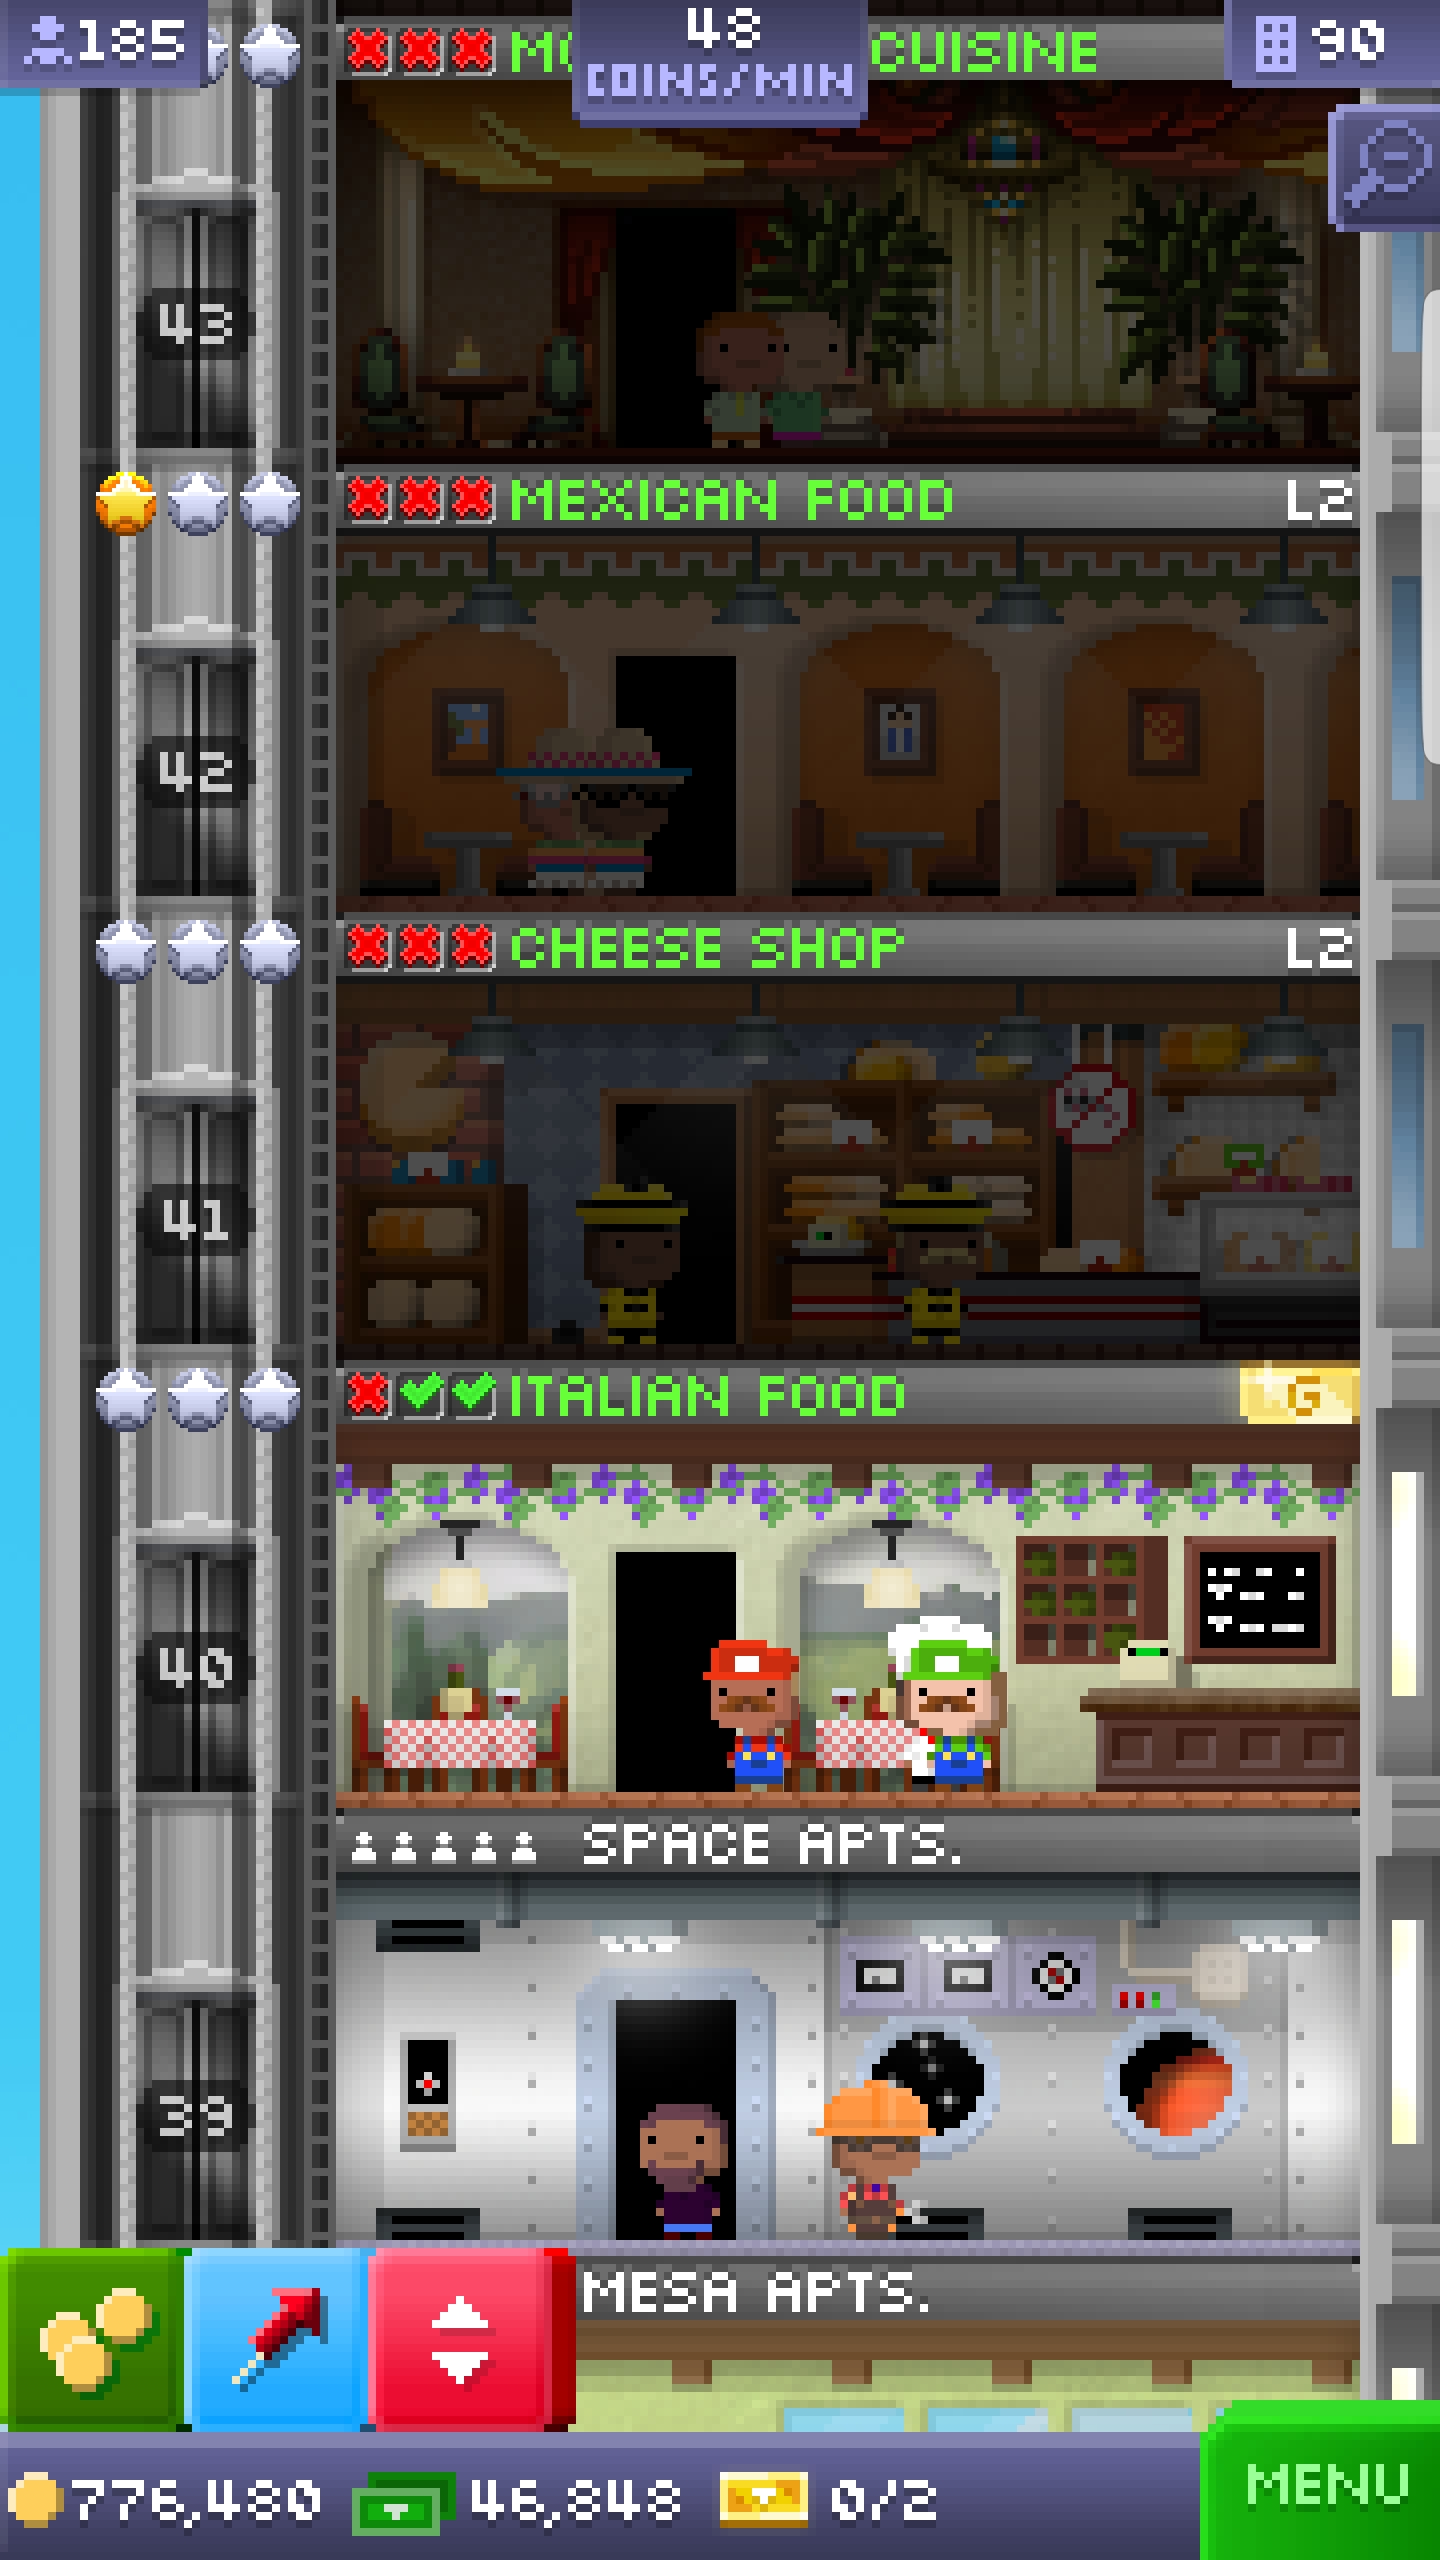 185
48
COINS/MIN
90
CUISINE
43
MEXICAN FOOD L2
42
CHEESE SHOP L2
41
ITALIAN FOOD G
40
SPACE APTS.
39
MESA APTS.
776,480 46,848 0/2
MENU